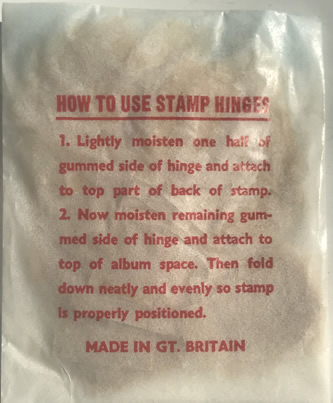 HOW TO USE STAMP HINGES
1. Lightly moisten one half of
gummed side of hinge and attach
to top part of back of stamp.
2. Now moisten remaining gum-
med side of hinge and attach to
top of album space. Then fold
down neatly and evenly so stamp
is properly positioned.
MADE IN GT. BRITAIN